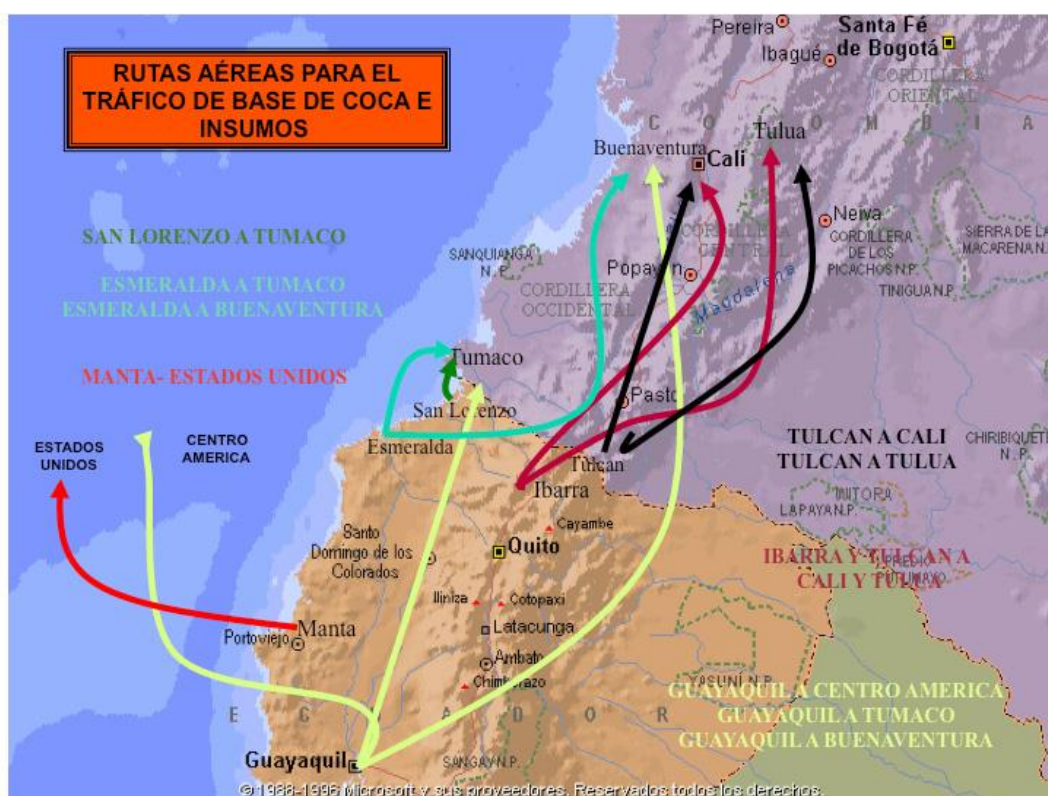 RUTAS AÉREAS PARA EL
TRÁFICO DE BASE DE COCA E
INSUMOS
Pereira
Santa Fé
de Bogotá
Ibagué
CORDILLERA
ORIENTAL
COLOMBIA
Tulua
Buenaventura
Cali
SAN LORENZO A TUMACO
SANQUIANGA
N.P.
CORDILLERA
CENTRAL
Neiva
CORDILLERA
DE LOS
PICACHOS N.P.
SIERRA DE LA
MACARENA N.
TINIGUA N.P.
Popayán
CORDILLERA
OCCIDENTAL
Magdalena
ESMERALDA A TUMACO
ESMERALDA A BUENAVENTURA
Tumaco
MANTA- ESTADOS UNIDOS
San Lorenzo
Pasto
Esmeralda
ESTADOS
UNIDOS
CENTRO
AMERICA
Tulcan
TULCAN A CALI
TULCAN A TULUA
CHIRIBIQUET
N.P.
Ibarra
LAPAYA N.P.
Cayambe
Santo
Domingo de los
Colorados
Quito
IBARRA Y TULCAN A
CALI Y TULUA
Iliniza
Cotopaxi
Manta
Portoviejo
Latacunga
Ambato
Chimborazo
YASUNÍ N.P.
GUAYAQUIL A CENTRO AMERICA
GUAYAQUIL A TUMACO
GUAYAQUIL A BUENAVENTURA
ECUADOR
Guayaquil
SANGAY N.P.
© 1988-1996 Microsoft y sus proveedores. Reservados todos los derechos.